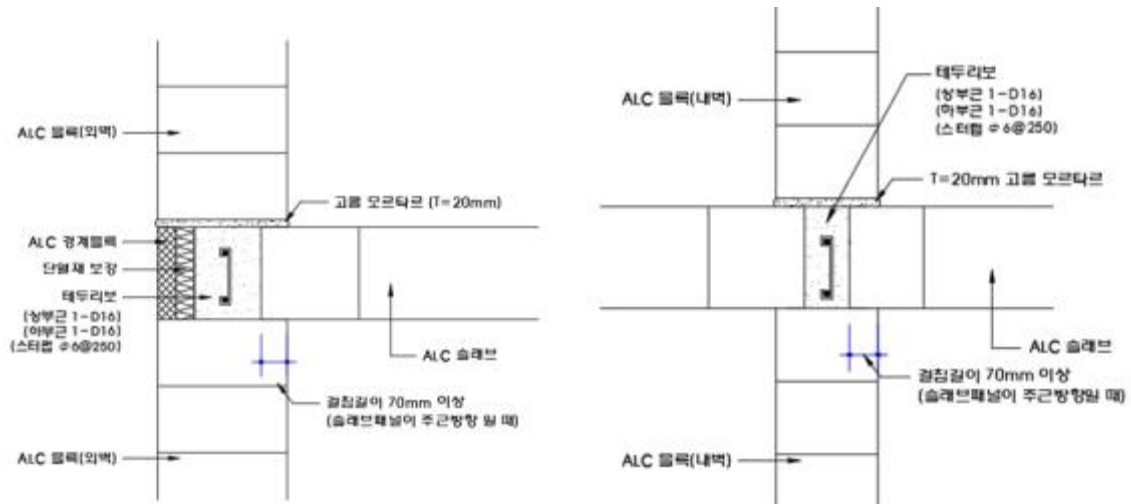 ALC 블록(외벽)
고름 모르타르 (T=20mm)
ALC 경계블록
단열재 보강
테두리보
(상부근 1-D16)
(하부근 1-D16)
(스터럽 Φ6@250)
ALC 슬래브
걸침길이 70mm 이상
(슬래브패널이 주근방향 일 때)
ALC 블록(외벽)
ALC 블록(내벽)
테두리보
(상부근 1-D16)
(하부근 1-D16)
(스터럽 Φ6@250)
T=20mm 고름 모르타르
ALC 슬래브
걸침길이 70mm 이상
(슬래브패널이 주근방향일 때)
ALC 블록(내벽)